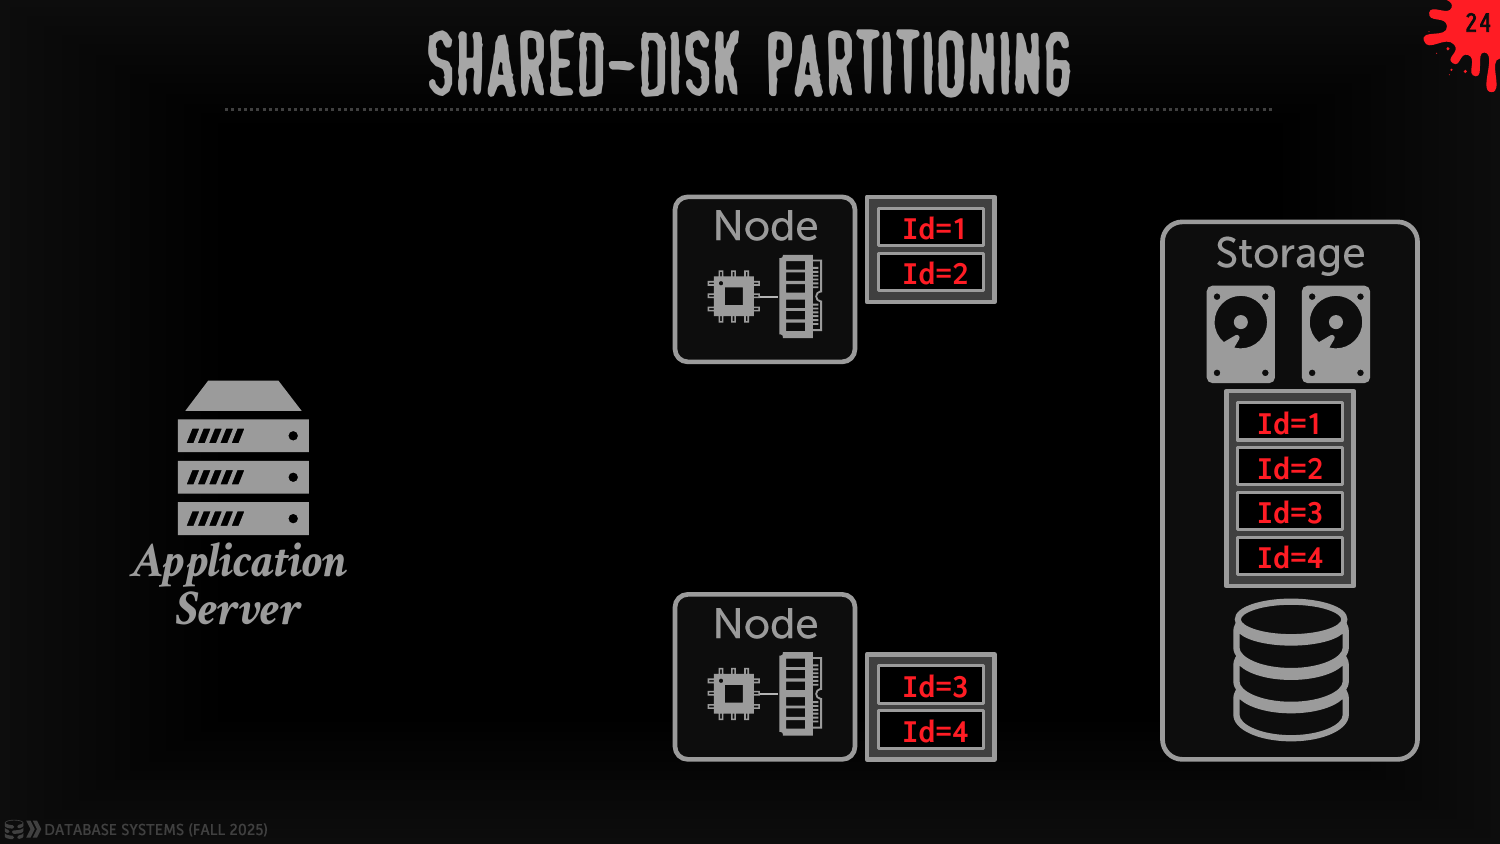 SHARED-DISK PARTITIONING
24
Node
Id=1
Id=2
Storage
Id=1
Id=2
Id=3
Id=4
Application
Server
Node
Id=3
Id=4
DATABASE SYSTEMS (FALL 2025)